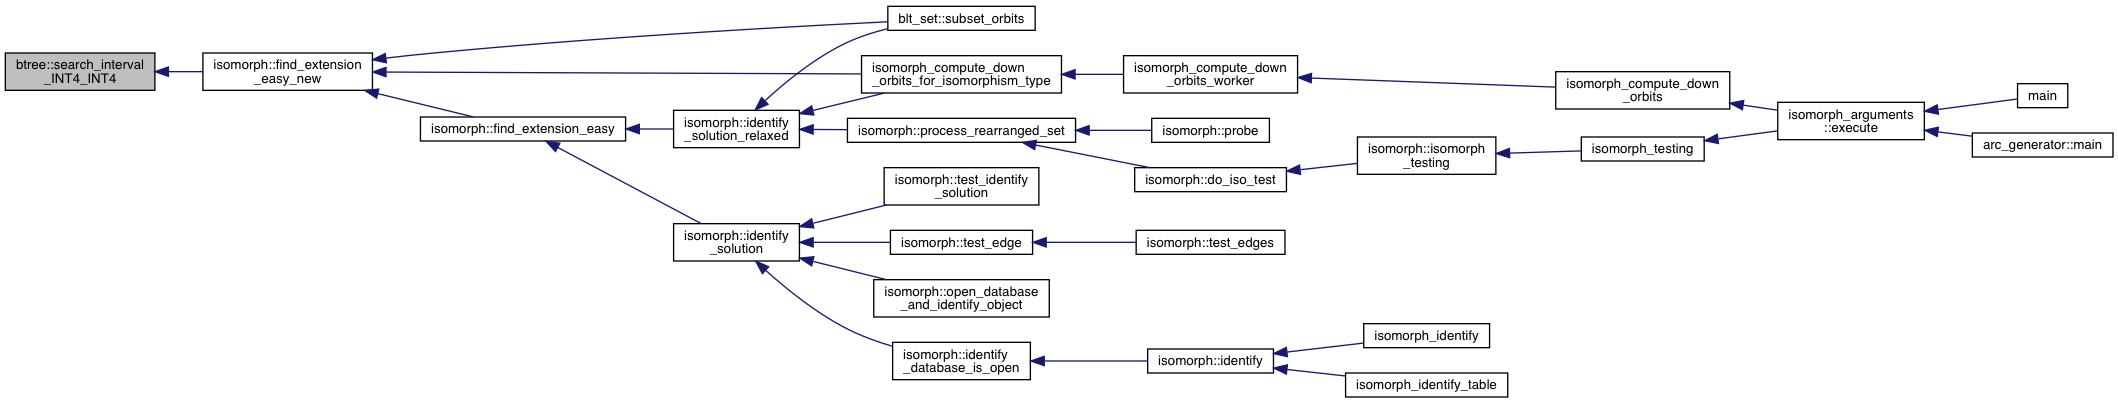 btree::search_interval
_INT4_INT4
isomorph::find_extension
_easy_new
blt_set::subset_orbits
isomorph_compute_down
_orbits_for_isomorphism_type
isomorph_compute_down
_orbits_worker
isomorph_compute_down
_orbits
isomorph_arguments
::execute
main
arc_generator::main
isomorph::find_extension_easy
isomorph::identify
_solution_relaxed
isomorph::process_rearranged_set
isomorph::probe
isomorph::do_iso_test
isomorph::isomorph
_testing
isomorph_testing
isomorph::identify
_solution
isomorph::test_identify
_solution
isomorph::test_edge
isomorph::test_edges
isomorph::open_database
_and_identify_object
isomorph::identify
_database_is_open
isomorph::identify
isomorph_identify
isomorph_identify_table